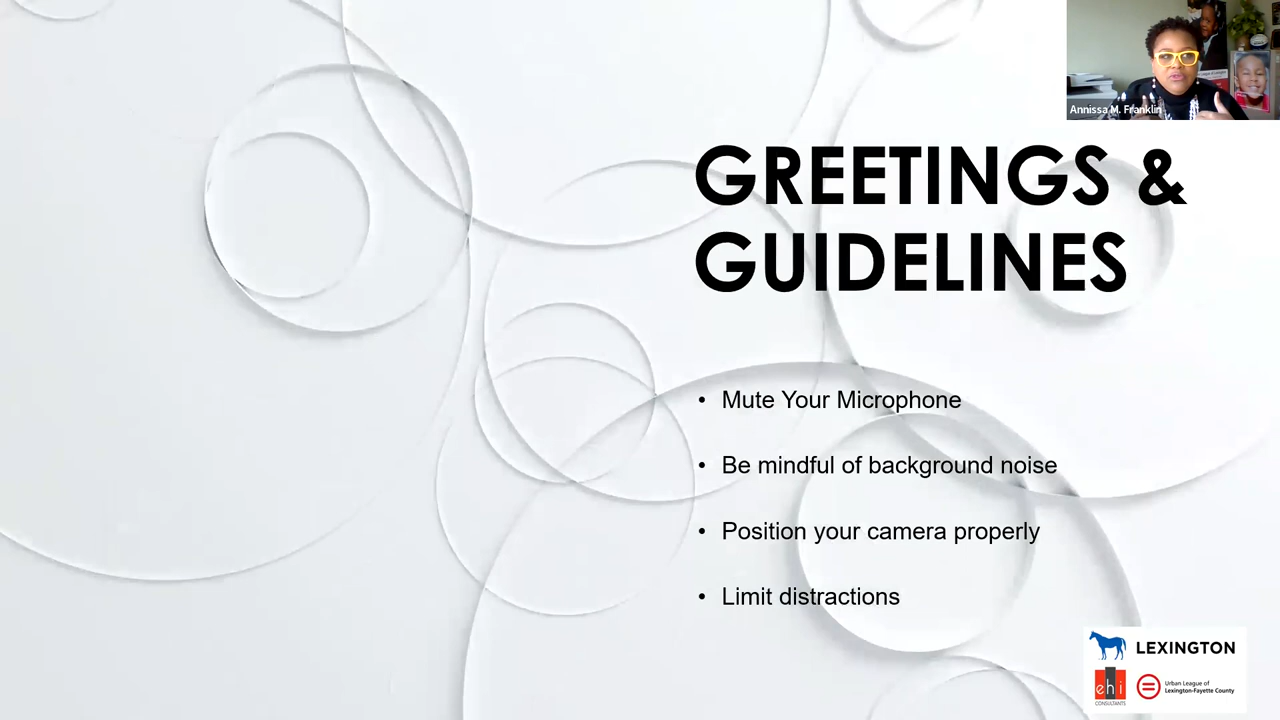 Annissa M. Franklin
GREETINGS &
GUIDELINES
• Mute Your Microphone
• Be mindful of background noise
• Position your camera properly
• Limit distractions
LEXINGTON
ehi
CONSULTANTS
Urban League of
Lexington-Fayette County